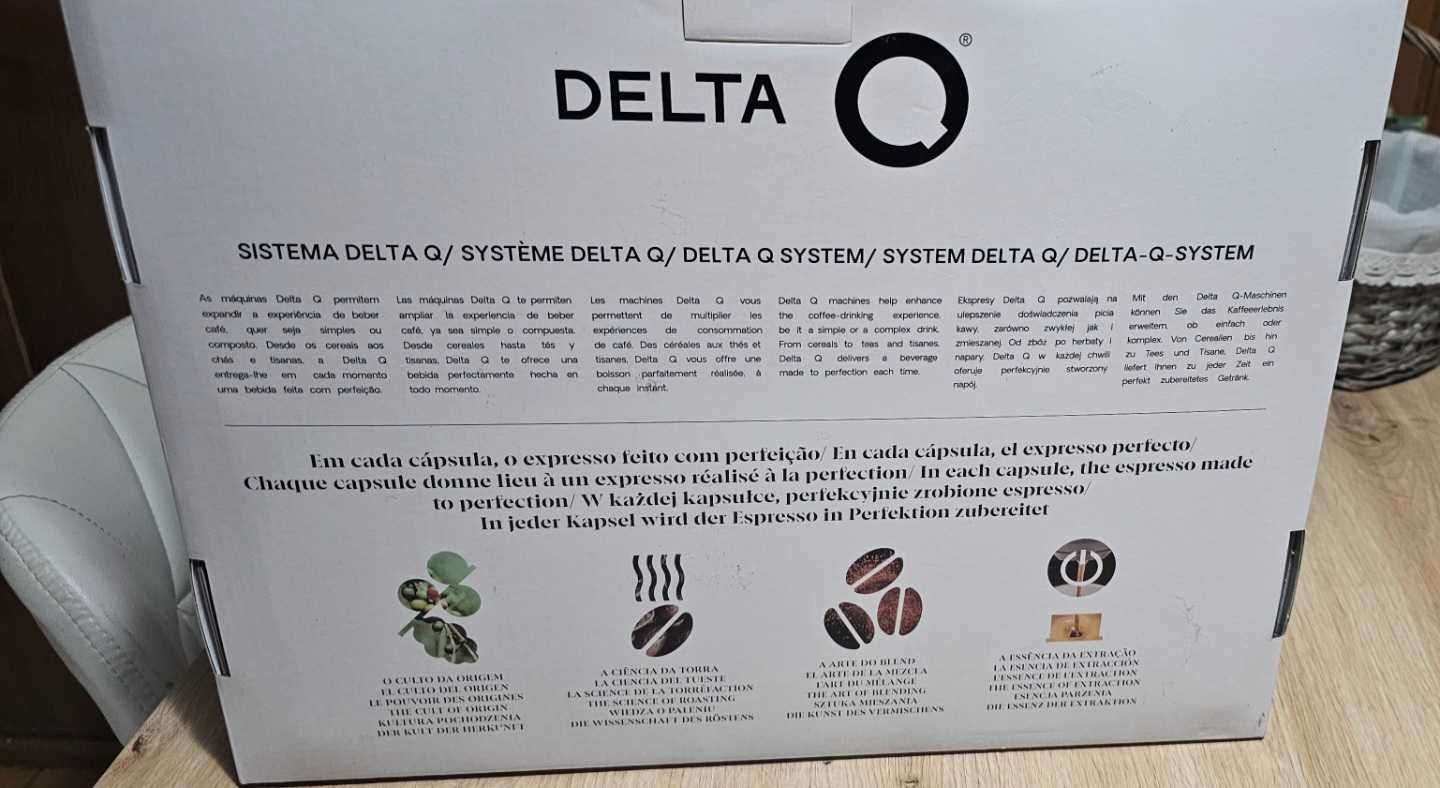 DELTA Q®
SISTEMA DELTA Q/ SYSTÈME DELTA Q/ DELTA Q SYSTEM/ SYSTEM DELTA Q/ DELTA-Q-SYSTEM
As máquinas Delta Q permitem
expandir a experiência de beber
café, quer seja simples ou
composto. Desde os cereais aos
chás e tisanas, a Delta Q
entrega-lhe em cada momento
uma bebida feita com perfeição.
Las máquinas Delta Q te permiten
ampliar la experiencia de beber
café, ya sea simple o compuesta.
Desde cereales hasta tés y
tisanas, Delta Q te ofrece una
bebida perfectamente hecha en
todo momento.
Les machines Delta Q vous
permettent de multiplier les
expériences de consommation
de café. Des céréales aux thés et
tisanes, Delta Q vous offre une
boisson parfaitement réalisée, à
chaque instant.
Delta Q machines help enhance
the coffee-drinking experience,
be it a simple or a complex drink.
From cereals to teas and tisanes,
Delta Q delivers a beverage
made to perfection each time.
Ekspresy Delta Q pozwalają na
ulepszenie doświadczenia picia
kawy, zarówno zwykłej jak i
zmieszanej. Od zbóż po herbaty i
napary. Delta Q w każdej chwili
oferuje perfekcyjnie stworzony
napój.
Mit den Delta Q-Maschinen
können Sie das Kaffeeerlebnis
erweitern, ob einfach oder
komplex. Von Cerealien bis hin
zu Tees und Tisane, Delta Q
liefert Ihnen zu jeder Zeit ein
perfekt zubereitetes Getränk.
Em cada cápsula, o expresso feito com perfeição/ En cada cápsula, el expresso perfecto/
Chaque capsule donne lieu à un expresso réalisé à la perfection/ In each capsule, the espresso made
to perfection/ W każdej kapsułce, perfekcyjnie zrobione espresso/
In jeder Kapsel wird der Espresso in Perfektion zubereitet
O CULTO DA ORIGEM
EL CULTO DEL ORIGEN
LE POUVOIR DES ORIGINES
THE CULT OF ORIGIN
KULTURA POCHODZENIA
DER KULT DER HERKUNFT
A CIÊNCIA DA TORRA
LA CIENCIA DEL TUESTE
LA SCIENCE DE LA TORRÉFACTION
THE SCIENCE OF ROASTING
WIEDZA O PALENIU
DIE WISSENSCHAFT DES RÖSTENS
A ARTE DO BLEND
EL ARTE DE LA MEZCLA
L'ART DU MÉLANGE
THE ART OF BLENDING
SZTUKA MIESZANIA
DIE KUNST DES VERMISCHENS
A ESSÊNCIA DA EXTRAÇÃO
LA ESENCIA DE EXTRACCIÓN
L'ESSENCE DE L'EXTRACTION
THE ESSENCE OF EXTRACTION
ESENCJA PARZENIA
DIE ESSENZ DER EXTRAKTION